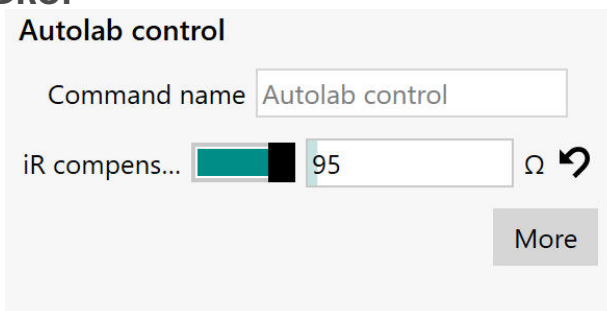 Autolab control
Command name Autolab control
iR compens... 95 Ω
More